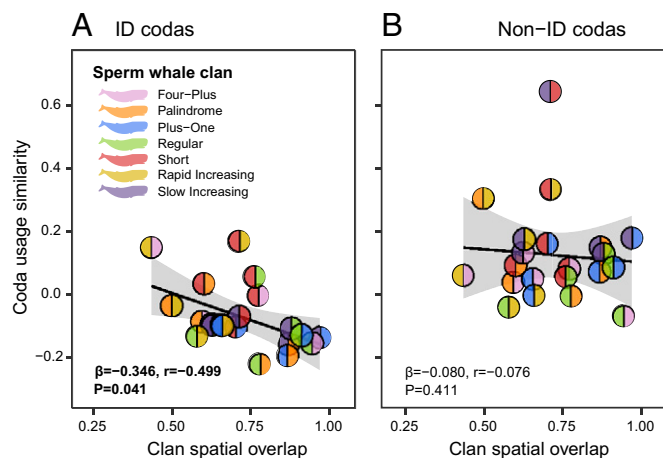 A ID codas
B Non−ID codas
Coda usage similarity
0.6
0.4
0.2
0.0
−0.2
Sperm whale clan
Four−Plus
Palindrome
Plus−One
Regular
Short
Rapid Increasing
Slow Increasing
β=−0.346, r=−0.499
P=0.041
β=−0.080, r=−0.076
P=0.411
0.25 0.50 0.75 1.00
0.25 0.50 0.75 1.00
Clan spatial overlap
Clan spatial overlap